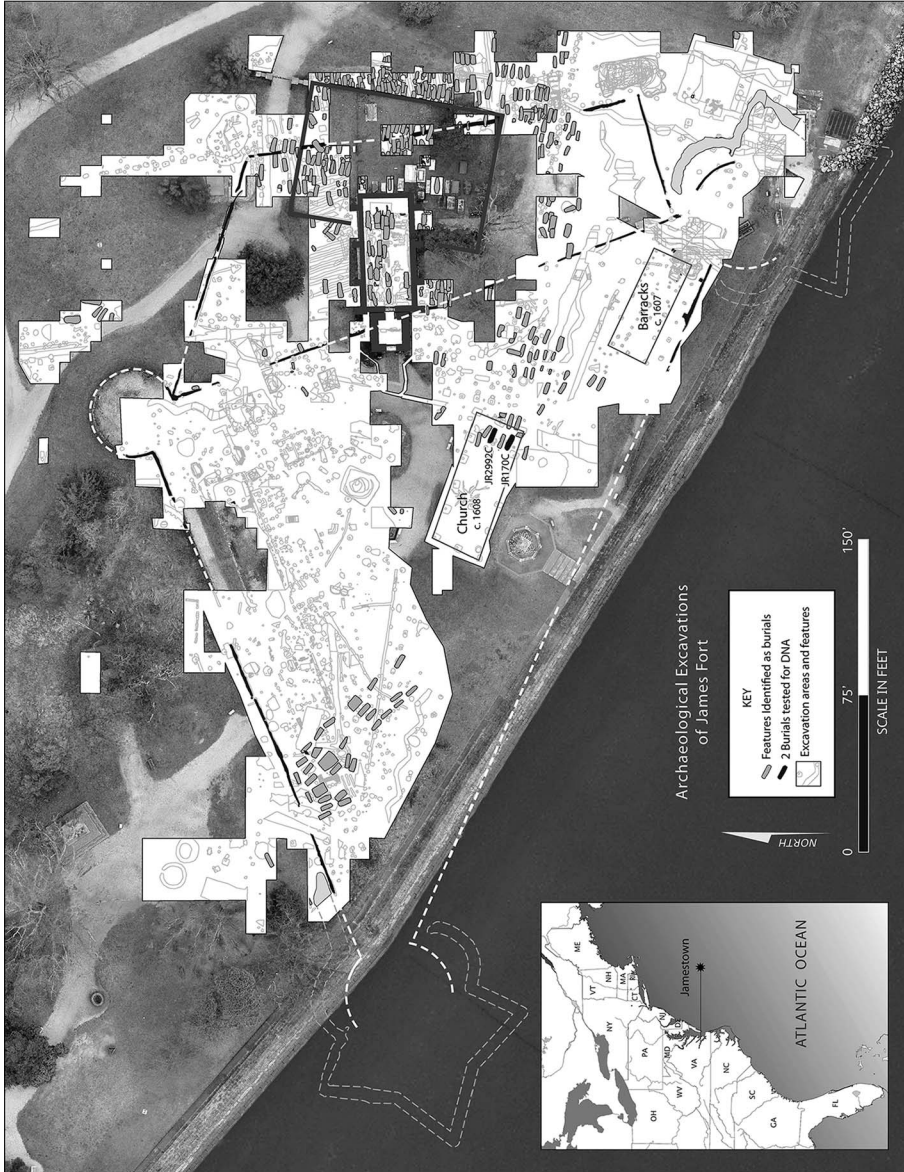 Church
c. 1608
JR2992C
JR170C
Barracks
c. 1607
Archaeological Excavations
of James Fort
KEY
Features Identified as burials
2 Burials tested for DNA
Excavation areas and features
NORTH
0
75'
150'
SCALE IN FEET
ME
VT
NH
MA
RI
CT
NY
NJ
PA
DE
MD
OH
WV
VA
NC
SC
GA
FL
Jamestown
ATLANTIC OCEAN